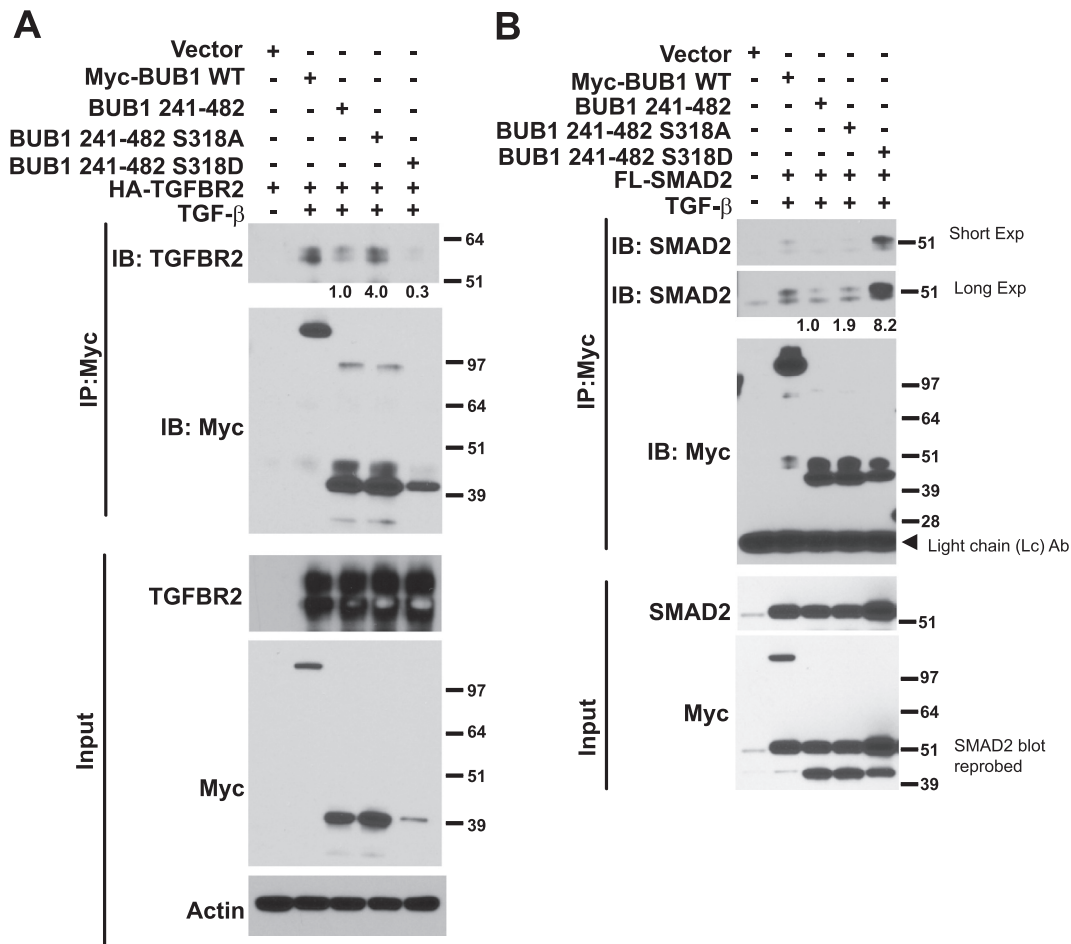 A
Vector + - - - -
Myc-BUB1 WT - + - - -
BUB1 241-482 - - + - -
BUB1 241-482 S318A - - - + -
BUB1 241-482 S318D - - - - +
HA-TGFBR2 + + + + +
TGF-β - + + + +
IP:Myc
IB: TGFBR2
64
51
1.0 4.0 0.3
IB: Myc
97
64
51
39
Input
TGFBR2
Myc
97
64
51
39
Actin
B
Vector + - - - -
Myc-BUB1 WT - + - - -
BUB1 241-482 - - + - -
BUB1 241-482 S318A - - - + -
BUB1 241-482 S318D - - - - +
FL-SMAD2 - + + + +
TGF-β - + + + +
IP:Myc
IB: SMAD2
51 Short Exp
IB: SMAD2
51 Long Exp
1.0 1.9 8.2
IB: Myc
97
64
51
39
28
Light chain (Lc) Ab
Input
SMAD2
51
Myc
97
64
51
39
SMAD2 blot
reprobed